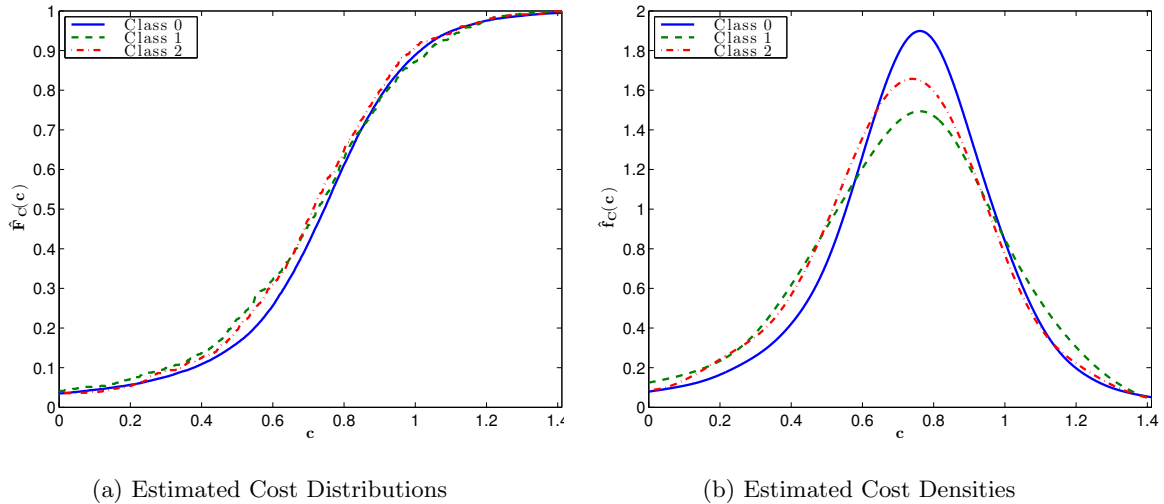 1
0.9
0.8
0.7
0.6
0.5
0.4
0.3
0.2
0.1
0
0 0.2 0.4 0.6 0.8 1 1.2 1.4
F̂C(c)
c
Class 0
Class 1
Class 2
(a) Estimated Cost Distributions
2
1.8
1.6
1.4
1.2
1
0.8
0.6
0.4
0.2
0
0 0.2 0.4 0.6 0.8 1 1.2 1.4
f̂C(c)
c
Class 0
Class 1
Class 2
(b) Estimated Cost Densities